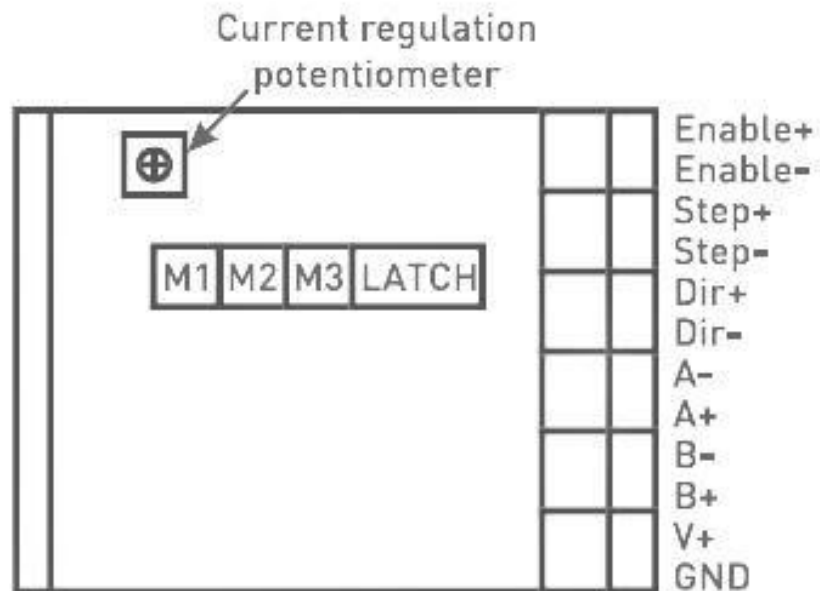 Current regulation
potentiometer
Enable+
Enable-
Step+
Step-
M1 M2 M3 LATCH
Dir+
Dir-
A-
A+
B-
B+
V+
GND